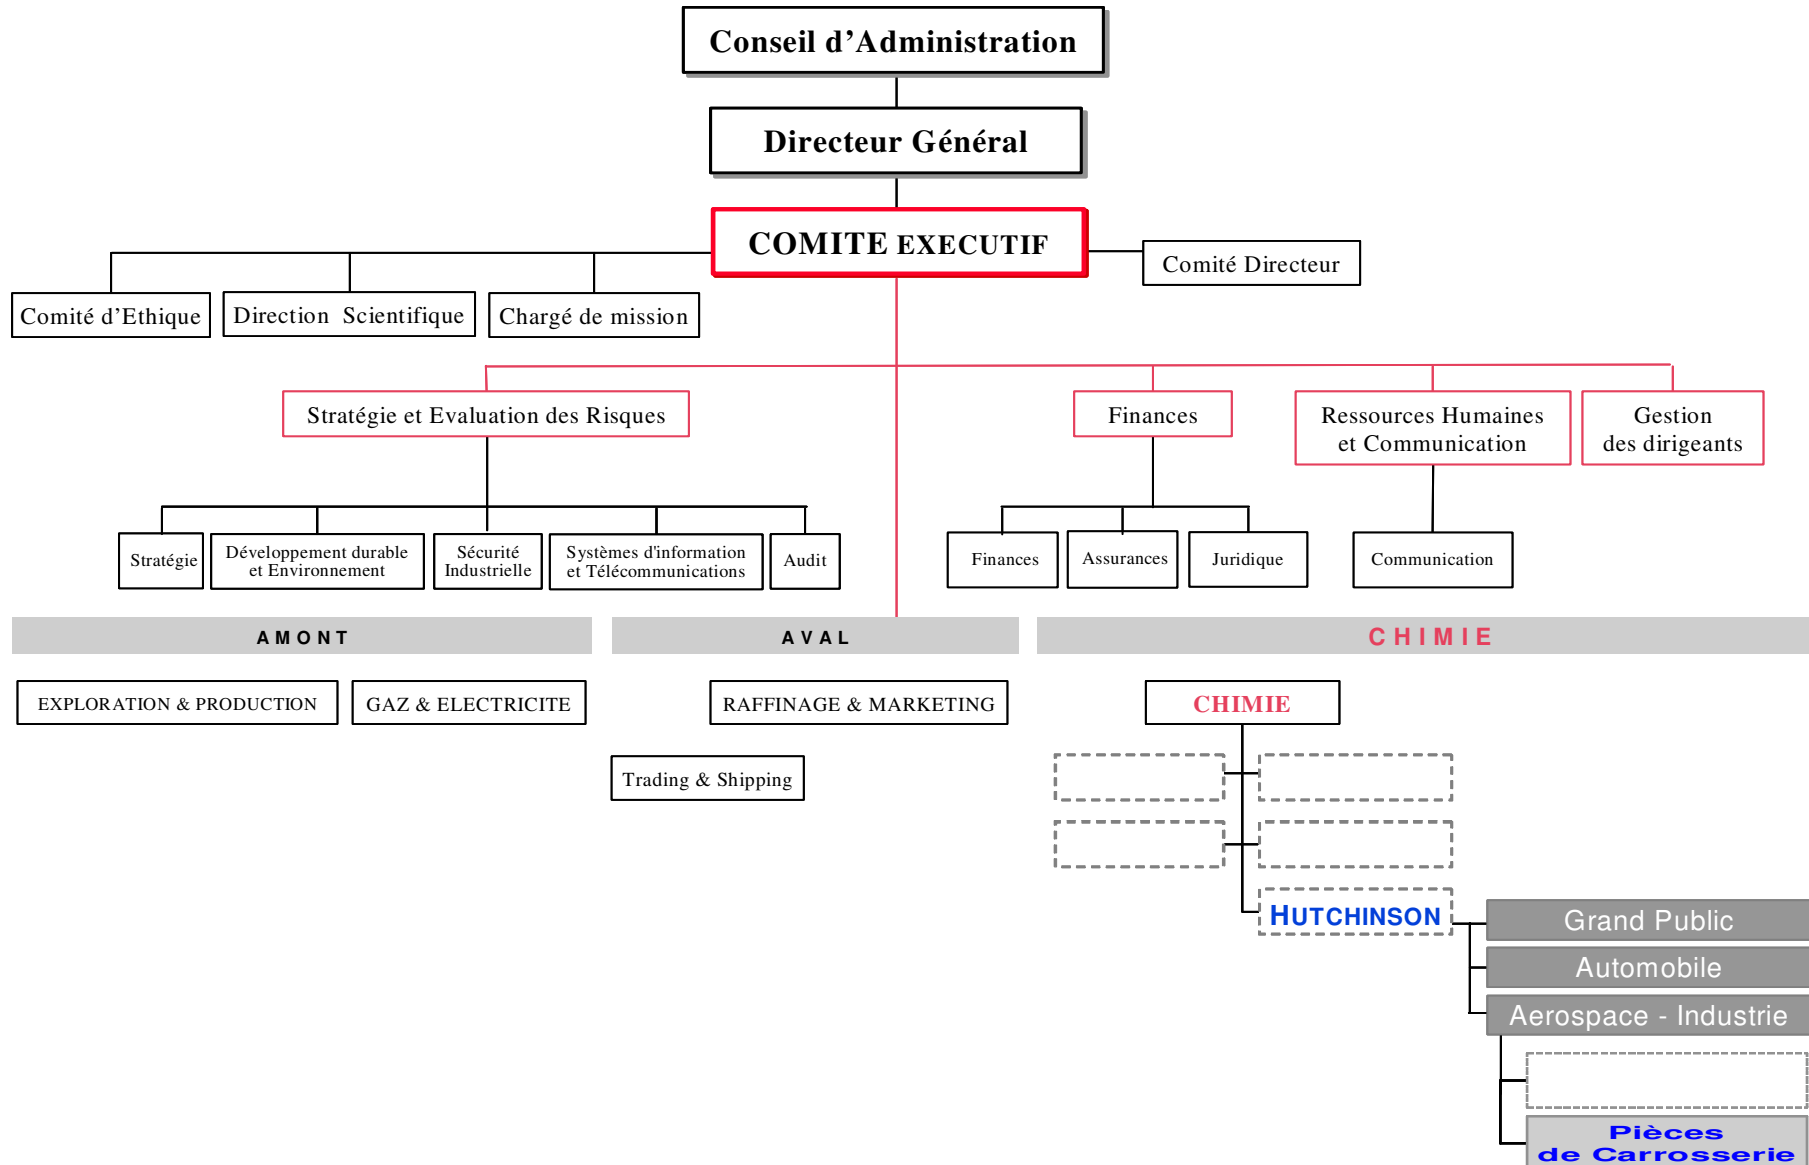 Conseil d'Administration
Directeur Général
COMITE EXECUTIF
Comité Directeur
Comité d'Ethique
Direction Scientifique
Chargé de mission
Stratégie et Evaluation des Risques
Finances
Ressources Humaines
et Communication
Gestion
des dirigeants
Stratégie
Développement durable
et Environnement
Sécurité
Industrielle
Systèmes d'information
et Télécommunications
Audit
Finances
Assurances
Juridique
Communication
AMONT
AVAL
CHIMIE
EXPLORATION & PRODUCTION
GAZ & ELECTRICITE
RAFFINAGE & MARKETING
CHIMIE
Trading & Shipping
HUTCHINSON
Grand Public
Automobile
Aerospace - Industrie
Pièces
de Carrosserie